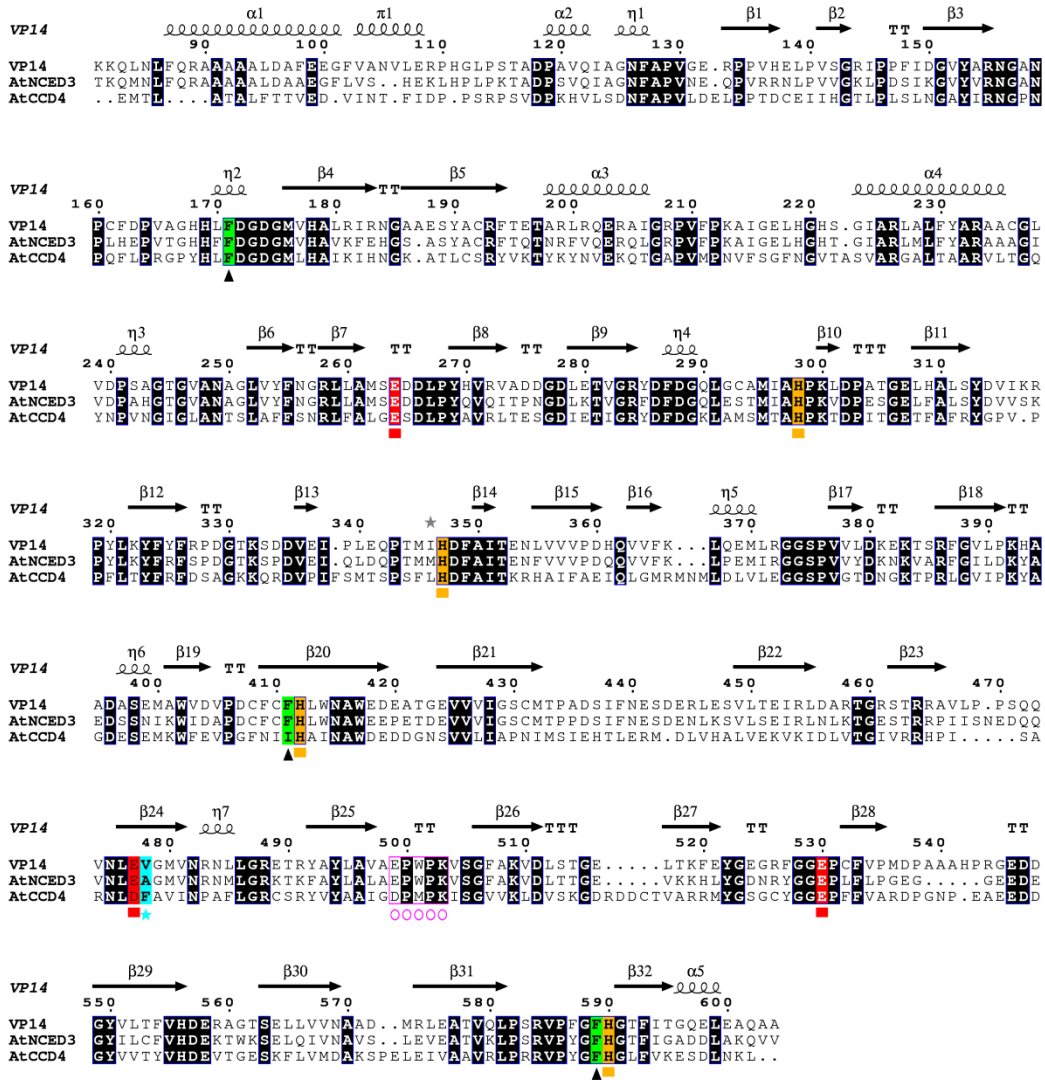 α1 π1 α2 η1 β1 β2 β3
VP14 TT
90 100 110 120 130 140 150
VP14 KKQLNLFQRAAAAALDAFEEGFVANVLERPHGLPSTADPAVQIAGNFAPVGE.RPPVHELPVSGRIPPFIDGVYARNGAN
AtNCED3 TKQMNLFQRAAAAALDAAEGFLVS..HEKLHPLPKTADPSVQIAGNFAPVNE.QPVRRNLPVVGKLPDSIKGVYVRNGAN
AtCCD4 ..EMTL....ATALFTTVED.VINT.FIDP.PSRPSVDPKHVLSDNFAPVLDELPPTDCEIIHGTLPLSLNGAYIRNGPN
η2 β4 β5 α3 α4
VP14 TT
160 170 180 190 200 210 220 230
VP14 PCFDPVAGHHLFDGDGMVHALRIRNGAAESYACRFTETARLRQERAIGRPVFPKAIGELHGHS.GIARLALFYARAACGL
AtNCED3 PLHEPVTGHHFFDGDGMVHAVKFEHGS.ASYACRFTQTNRFVQERQLGRPVFPKAIGELHGHT.GIARLMLFYARAAAGI
AtCCD4 PQFLPRGPYHLFDGDGMLHAIKIHNGK.ATLCSRYVKTYKYNVEKQTGAPVMPNVFSGFNGVTASVARGALTAARVLTGQ
η3 β6 β7 β8 β9 η4 β10 β11
VP14 TT TT TT TTT
240 250 260 270 280 290 300 310
VP14 VDPSAGTGVANAGLVYFNGRLLAMSEDDLPYHVRVADDGDLETVGRYDFDGQLGCAMIAHPKLDPATGELHALSYDVIKR
AtNCED3 VDPAHGTGVANAGLVYFNGRLLAMSEDDLPYQVQITPNGDLKTVGRFDFDGQLESTMIAHPKVDPESGELFALSYDVVSK
AtCCD4 YNPVNGTGLANTSLAFFSNRLFALGESDLPYAVRLTESGDIETIGRYDFDGKLAMSMTAHPKTDPITGETFAFRYGPV.P
β12 β13 β14 β15 β16 η5 β17 β18
VP14 TT TT TT
320 330 340 350 360 370 380 390
VP14 PYLKYFYFRPDGTKSDDVEI.PLEQPTMIHDFAITENLVVVPDHQVVFK...LQEMLRGGSPVVLDKEKTSRFGVLPKHA
AtNCED3 PYLKYFRFSPDGTKSPDVEI.QLDQPTMMHDFAITENFVVVPDQQVVFK...LPEMIRGGSPVVYDKNKVARFGILDKYA
AtCCD4 PFLTYFRFDSAGKKQRDVPIFSMTSPSFLHDFAITKRHAIFAEIQLGMRMNMLDLVLEGGSPVGTDNGKTPRLGVIPKYA
η6 β19 β20 β21 β22 β23
VP14 TT
400 410 420 430 440 450 460 470
VP14 ADASEMAWVDVPDCFCFHLWNAWEDEATGEVVVIGSCMTPADSIFNESDERLESVLTEIRLDARTGRSTRRAVLP.PSQQ
AtNCED3 EDSSNIKWIDAPDCFCFHLWNAWEEPETDEVVVIGSCMTPPDSIFNESDENLKSVLSEIRLNLKTGESTRRPIISNEDQQ
AtCCD4 GDESEMKWFEVPGFNIIHAINAWDEDDGNSVVLIAPNIMSIEHTLERM.DLVHALVEKVKIDLVTGIVRRHPI.....SA
β24 η7 β25 β26 β27 β28
VP14 TT TTT TT
480 490 500 510 520 530 540
VP14 VNLEVGMVNRNLLGRETRYAYLAVAEPWPKVSGFAKVDLSTGE.....LTKFEYGEGRFGGEPCFVPMDPAAAHPRGEDD
AtNCED3 VNLEAGMVNRNMLGRKTKFAYLALAEPWPKVSGFAKVDLTTGE.....VKKHLYGDNRYGGEPLFLPGEG.....GEEDE
AtCCD4 RNLDFAVINPAFLGRCSRYVYAAIGDPMPKISGVVKLDVSKGDRDDCTVARRMYGSGCYGGEPFFVARDPGNP.EAEEDD
β29 β30 β31 β32 α5
VP14
550 560 570 580 590 600
VP14 GYVLTFVHDERAGTSELLVVNAAD..MRLEATVQLPSRVPFGFHGTFITGQELEAQAA
AtNCED3 GYILCFVHDEKTWKSELQIVNAVS..LEVEATVKLPSRVPYGFHGTFIGADDLAKQVV
AtCCD4 GYVVTYVHDEVTGESKFLVMDAKSPELEIVAAVRLPRRVPYGFHGLFVKESDLNKL..